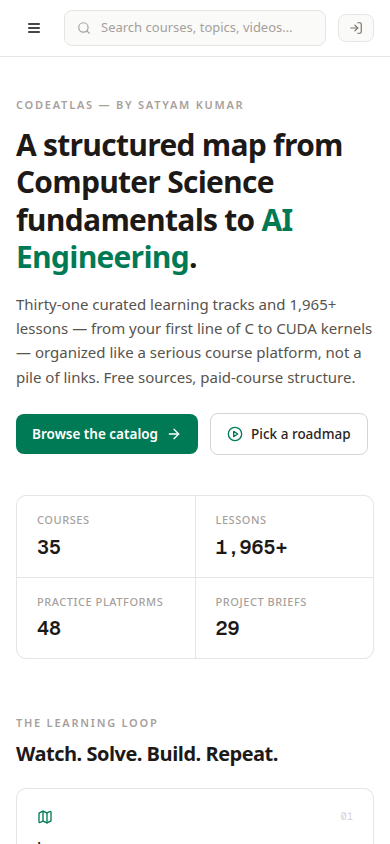 Search courses, topics, videos...
CODEATLAS — BY SATYAM KUMAR
A structured map from
Computer Science
fundamentals to AI
Engineering.
Thirty-one curated learning tracks and 1,965+
lessons — from your first line of C to CUDA kernels
— organized like a serious course platform, not a
pile of links. Free sources, paid-course structure.
Browse the catalog
Pick a roadmap
COURSES
35
LESSONS
1,965+
PRACTICE PLATFORMS
48
PROJECT BRIEFS
29
THE LEARNING LOOP
Watch. Solve. Build. Repeat.
01